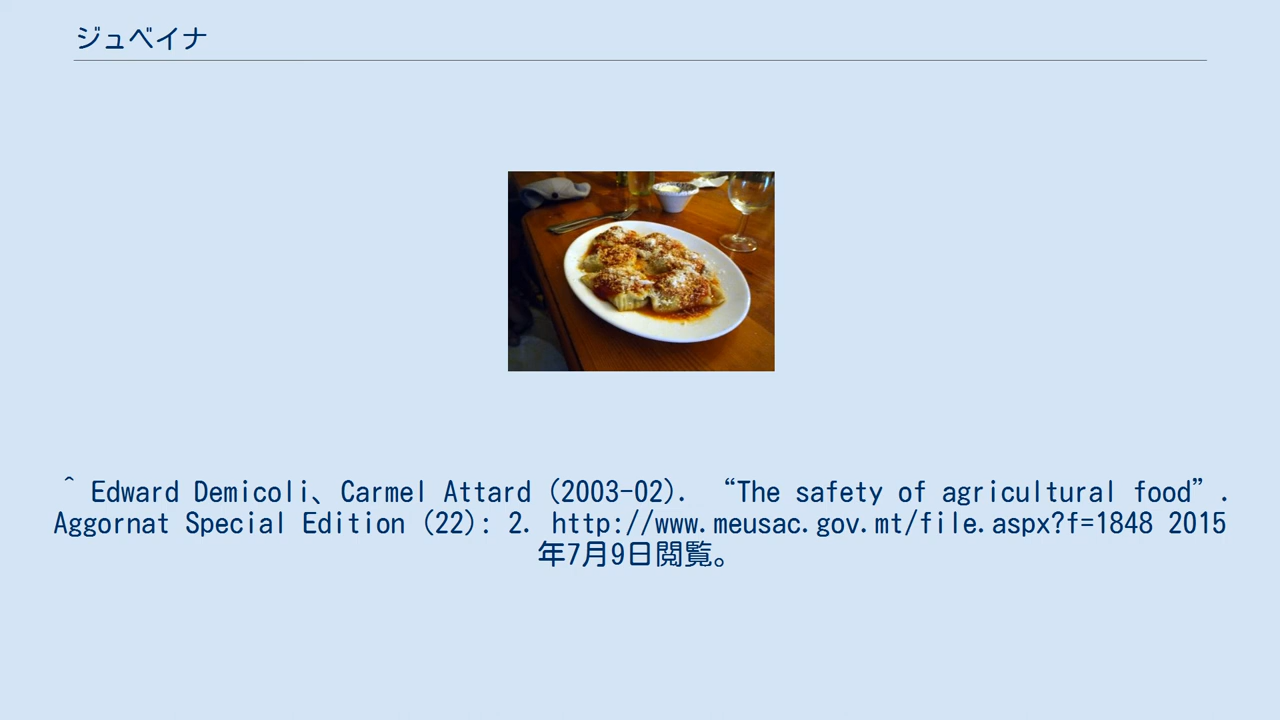 ジュベイナ
^ Edward Demicoli、Carmel Attard (2003-02). “The safety of agricultural food”.
Aggornat Special Edition (22): 2. http://www.meusac.gov.mt/file.aspx?f=1848 2015
年7月9日閲覧。